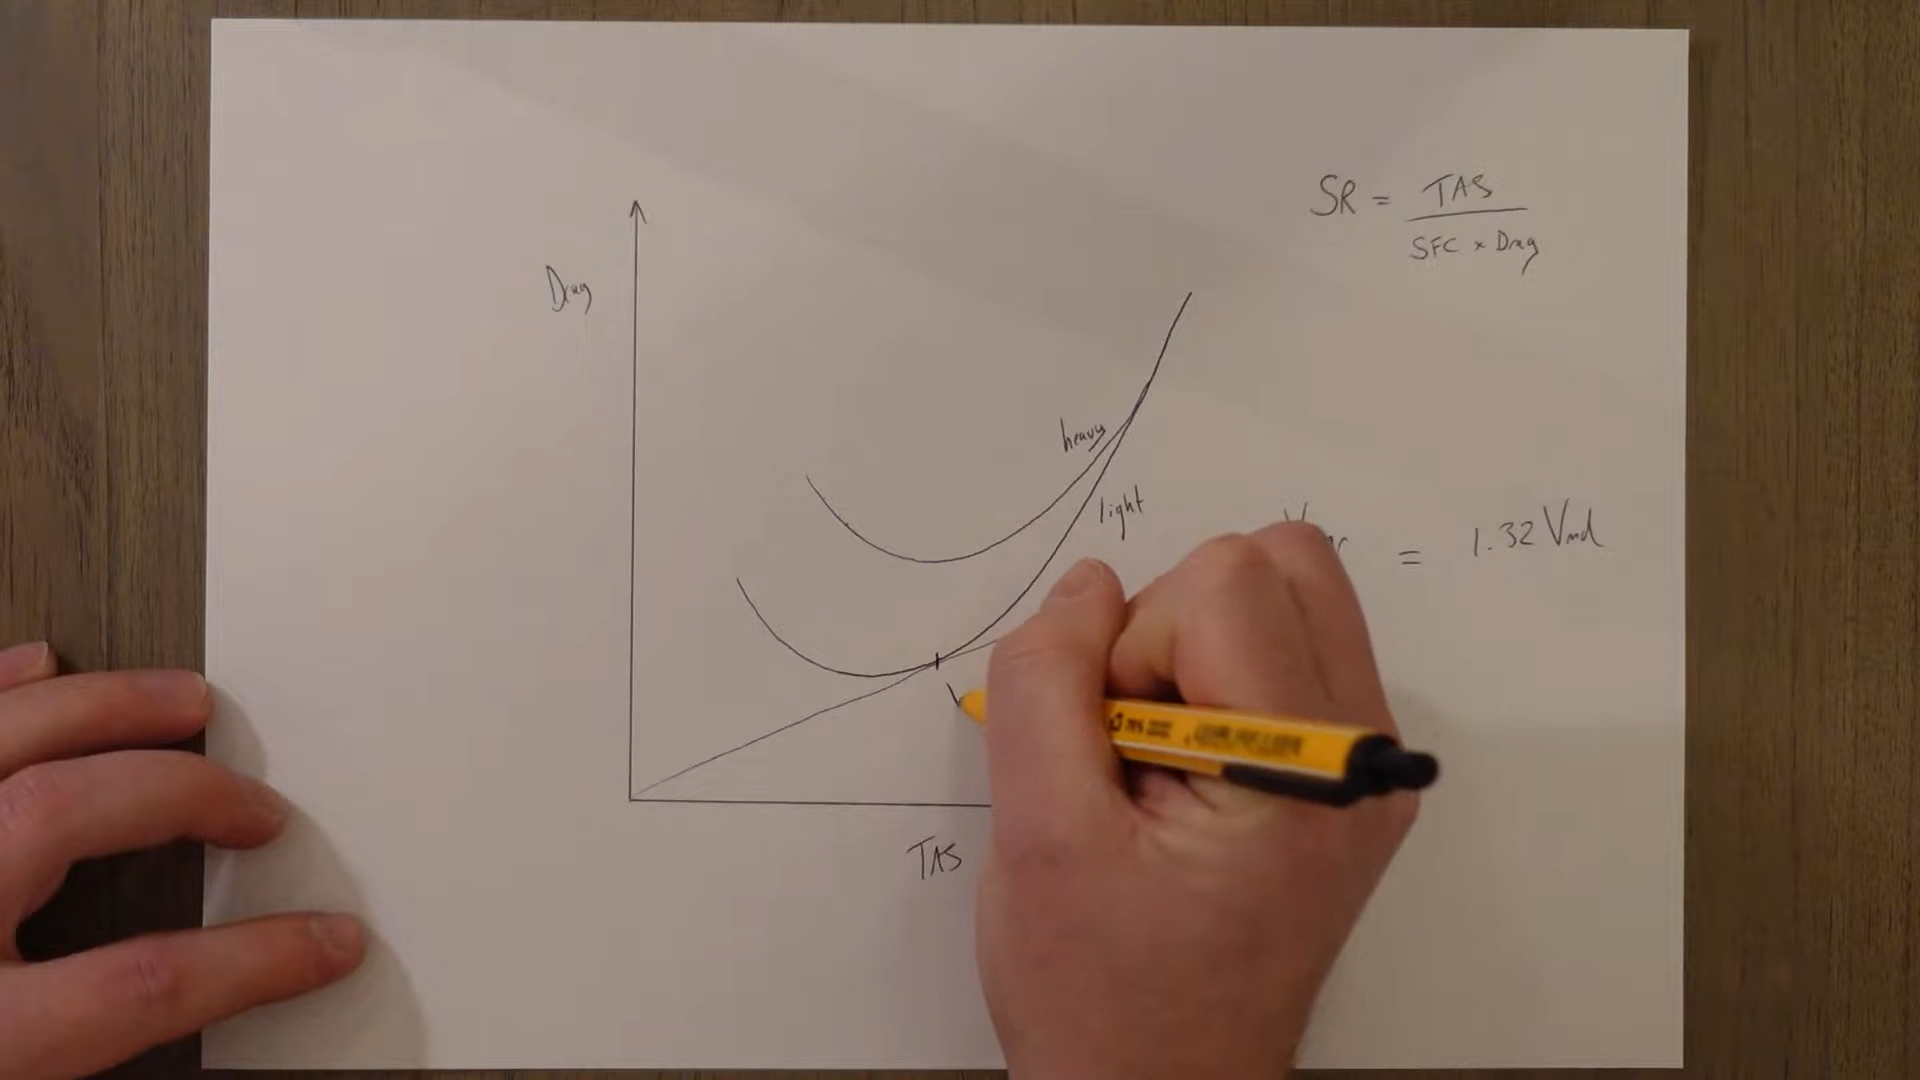 SR = TAS
SFC × Drag
Drag
heavy
light
= 1.32 Vmd
TAS